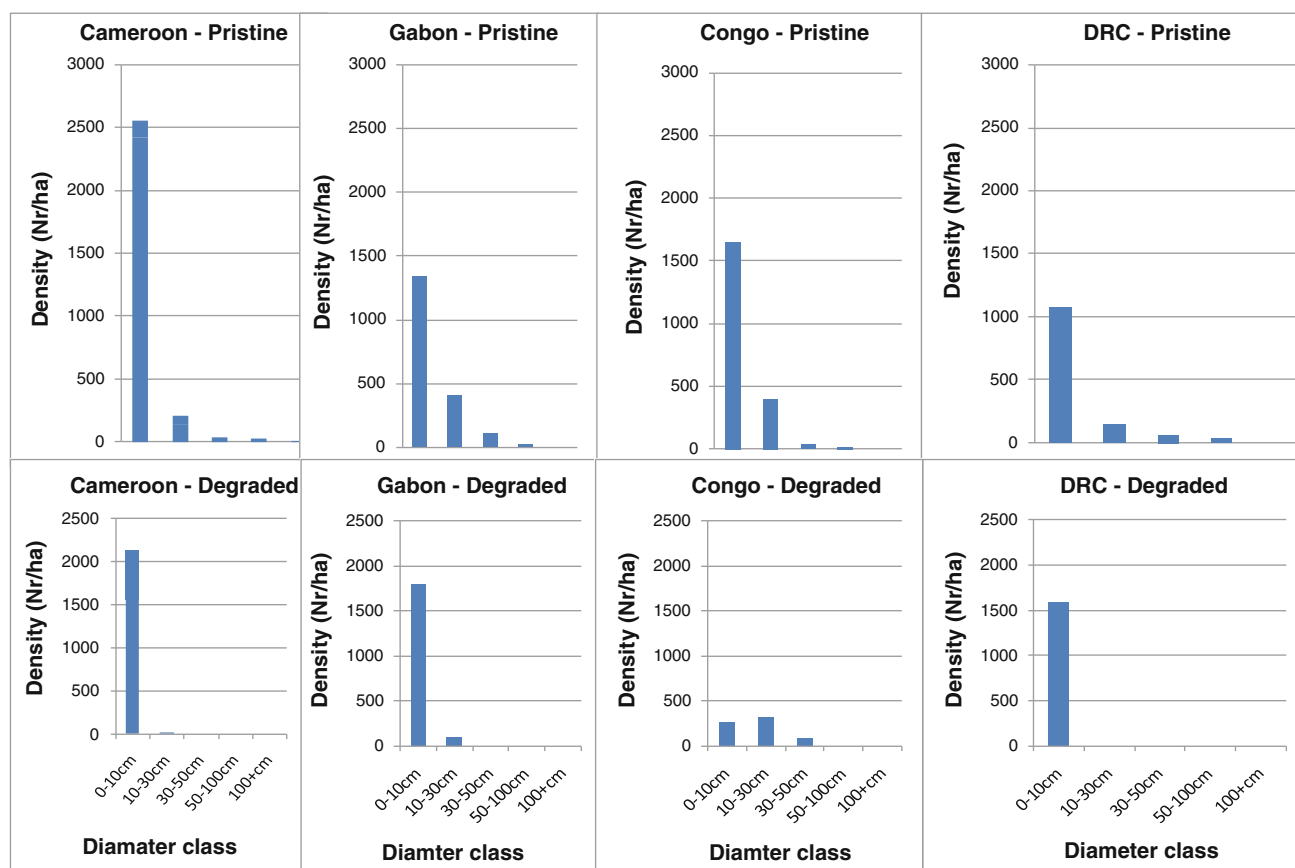 Cameroon - Pristine
Density (Nr/ha)
3000
2500
2000
1500
1000
500
0
Gabon - Pristine
Density (Nr/ha)
3000
2500
2000
1500
1000
500
0
Congo - Pristine
Density (Nr/ha)
3000
2500
2000
1500
1000
500
0
DRC - Pristine
Density (Nr/ha)
3000
2500
2000
1500
1000
500
0
Cameroon - Degraded
Density (Nr/ha)
2500
2000
1500
1000
500
0
0-10cm
10-30cm
30-50cm
50-100cm
100+cm
Diamater class
Gabon - Degraded
Density (Nr/ha)
2500
2000
1500
1000
500
0
0-10cm
10-30cm
30-50cm
50-100cm
100+cm
Diamter class
Congo - Degraded
Density (Nr/ha)
2500
2000
1500
1000
500
0
0-10cm
10-30cm
30-50cm
50-100cm
100+cm
Diamter class
DRC - Degraded
Density (Nr/ha)
2500
2000
1500
1000
500
0
0-10cm
10-30cm
30-50cm
50-100cm
100+cm
Diameter class